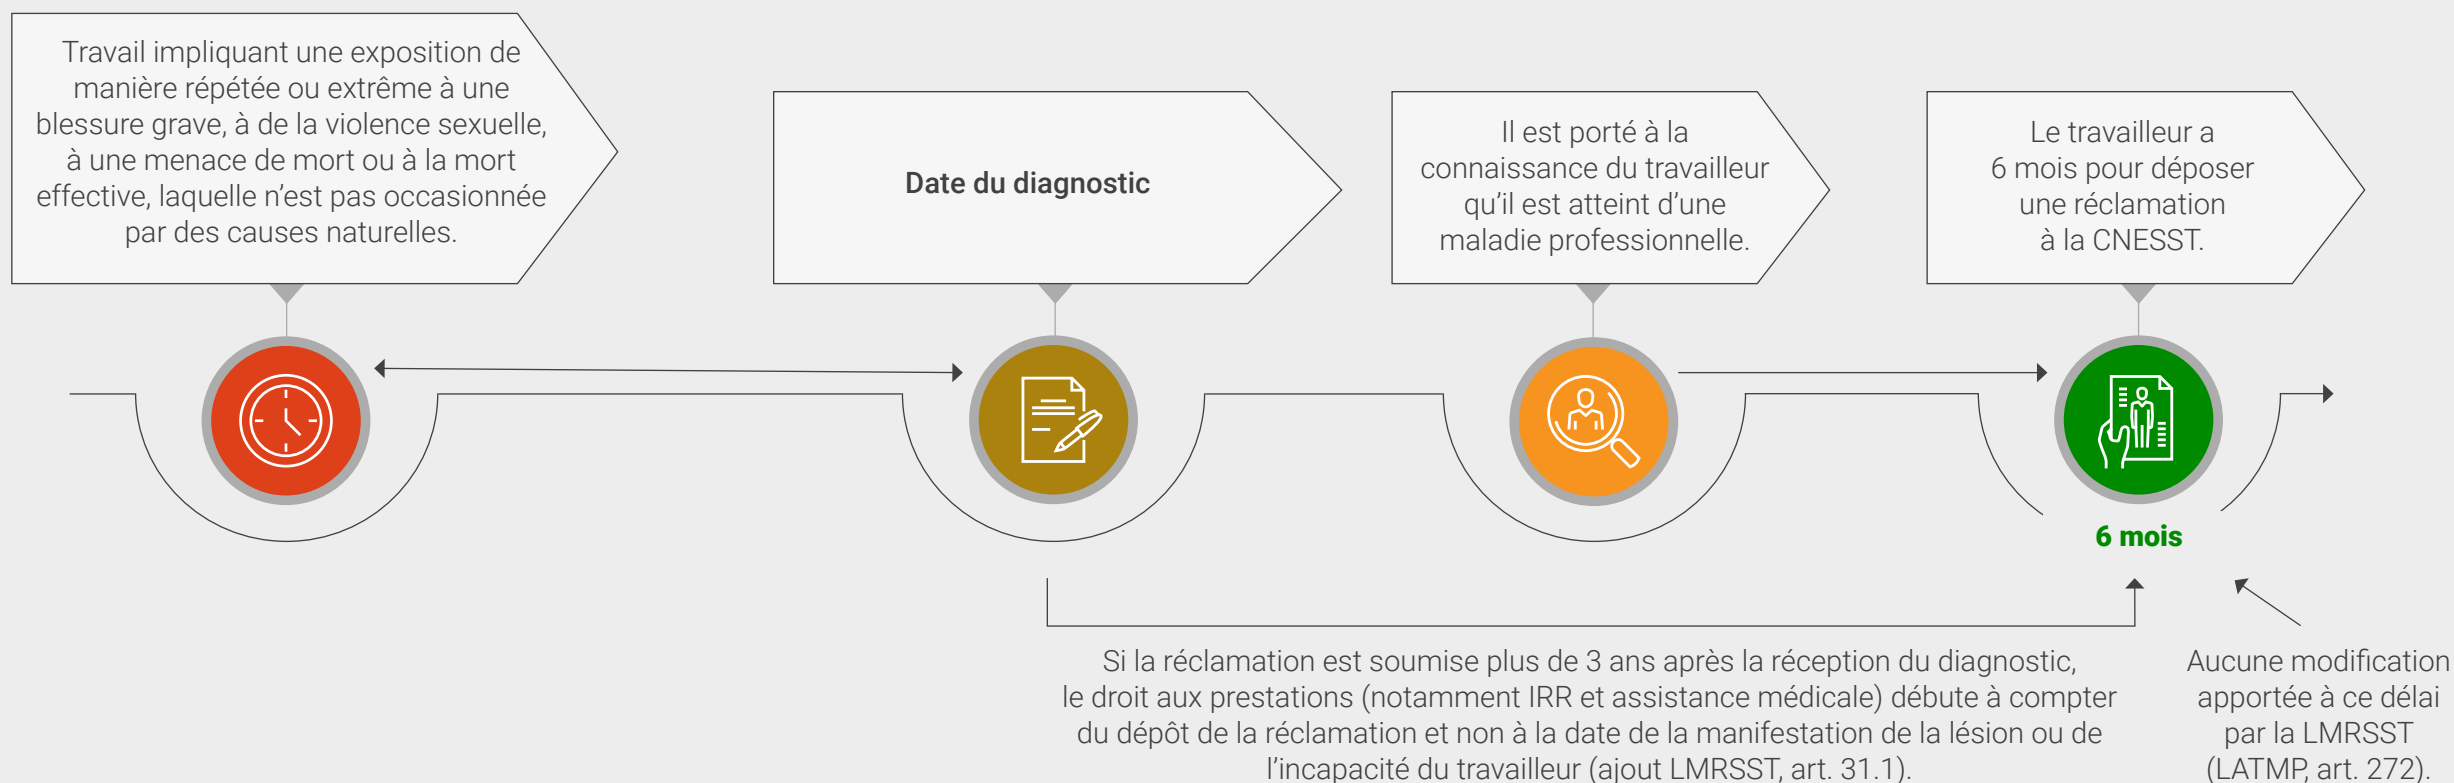 Travail impliquant une exposition de
manière répétée ou extrême à une
blessure grave, à de la violence sexuelle,
à une menace de mort ou à la mort
effective, laquelle n'est pas occasionnée
par des causes naturelles.
Date du diagnostic
Il est porté à la
connaissance du travailleur
qu'il est atteint d'une
maladie professionnelle.
Le travailleur a
6 mois pour déposer
une réclamation
à la CNESST.
6 mois
Si la réclamation est soumise plus de 3 ans après la réception du diagnostic,
le droit aux prestations (notamment IRR et assistance médicale) débute à compter
du dépôt de la réclamation et non à la date de la manifestation de la lésion ou de
l'incapacité du travailleur (ajout LMRSST, art. 31.1).
Aucune modification
apportée à ce délai
par la LMRSST
(LATMP, art. 272).